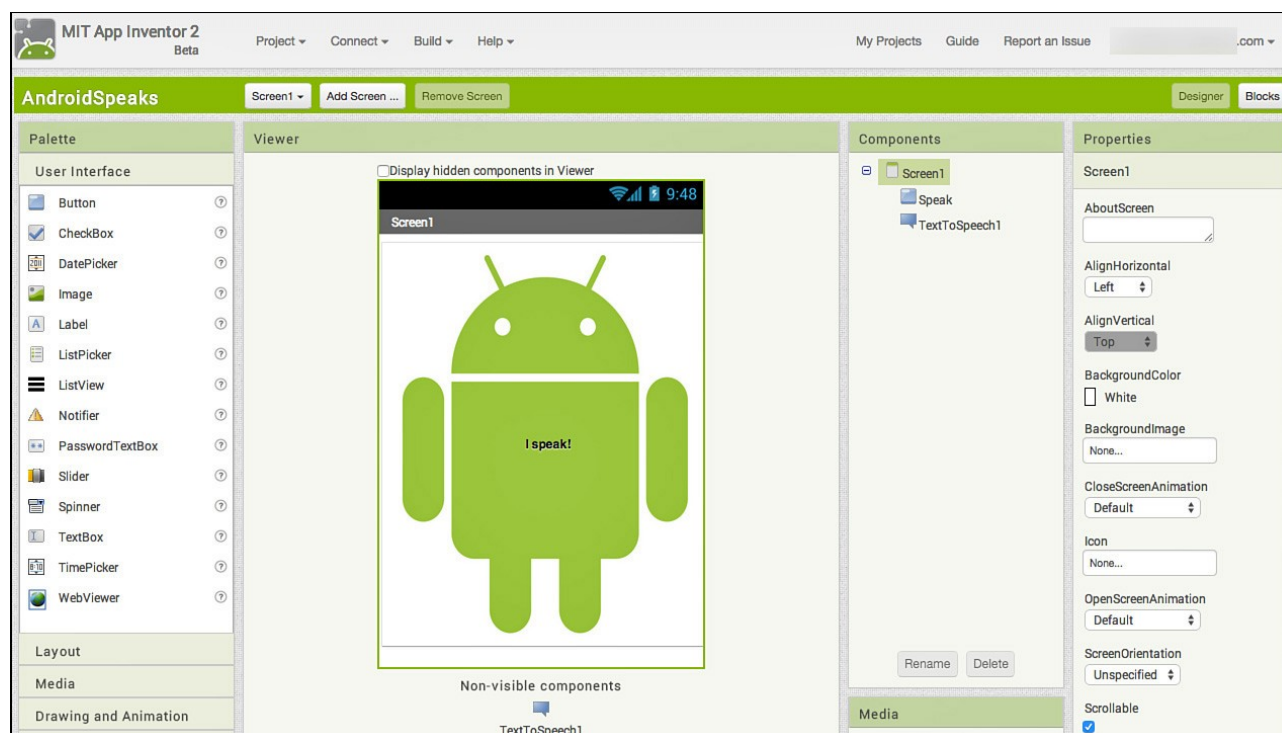 MIT App Inventor 2
Beta
Project Connect Build Help
My Projects Guide Report an Issue .com
AndroidSpeaks
Screen1 Add Screen ... Remove Screen
Designer Blocks
Palette
User Interface
Button
CheckBox
DatePicker
Image
Label
ListPicker
ListView
Notifier
PasswordTextBox
Slider
Spinner
TextBox
TimePicker
WebViewer
Layout
Media
Drawing and Animation
Viewer
Display hidden components in Viewer
9:48
Screen1
I speak!
Non-visible components
TextToSpeech1
Components
Screen1
Speak
TextToSpeech1
Rename Delete
Media
Properties
Screen1
AboutScreen
AlignHorizontal
Left
AlignVertical
Top
BackgroundColor
White
BackgroundImage
None...
CloseScreenAnimation
Default
Icon
None...
OpenScreenAnimation
Default
ScreenOrientation
Unspecified
Scrollable